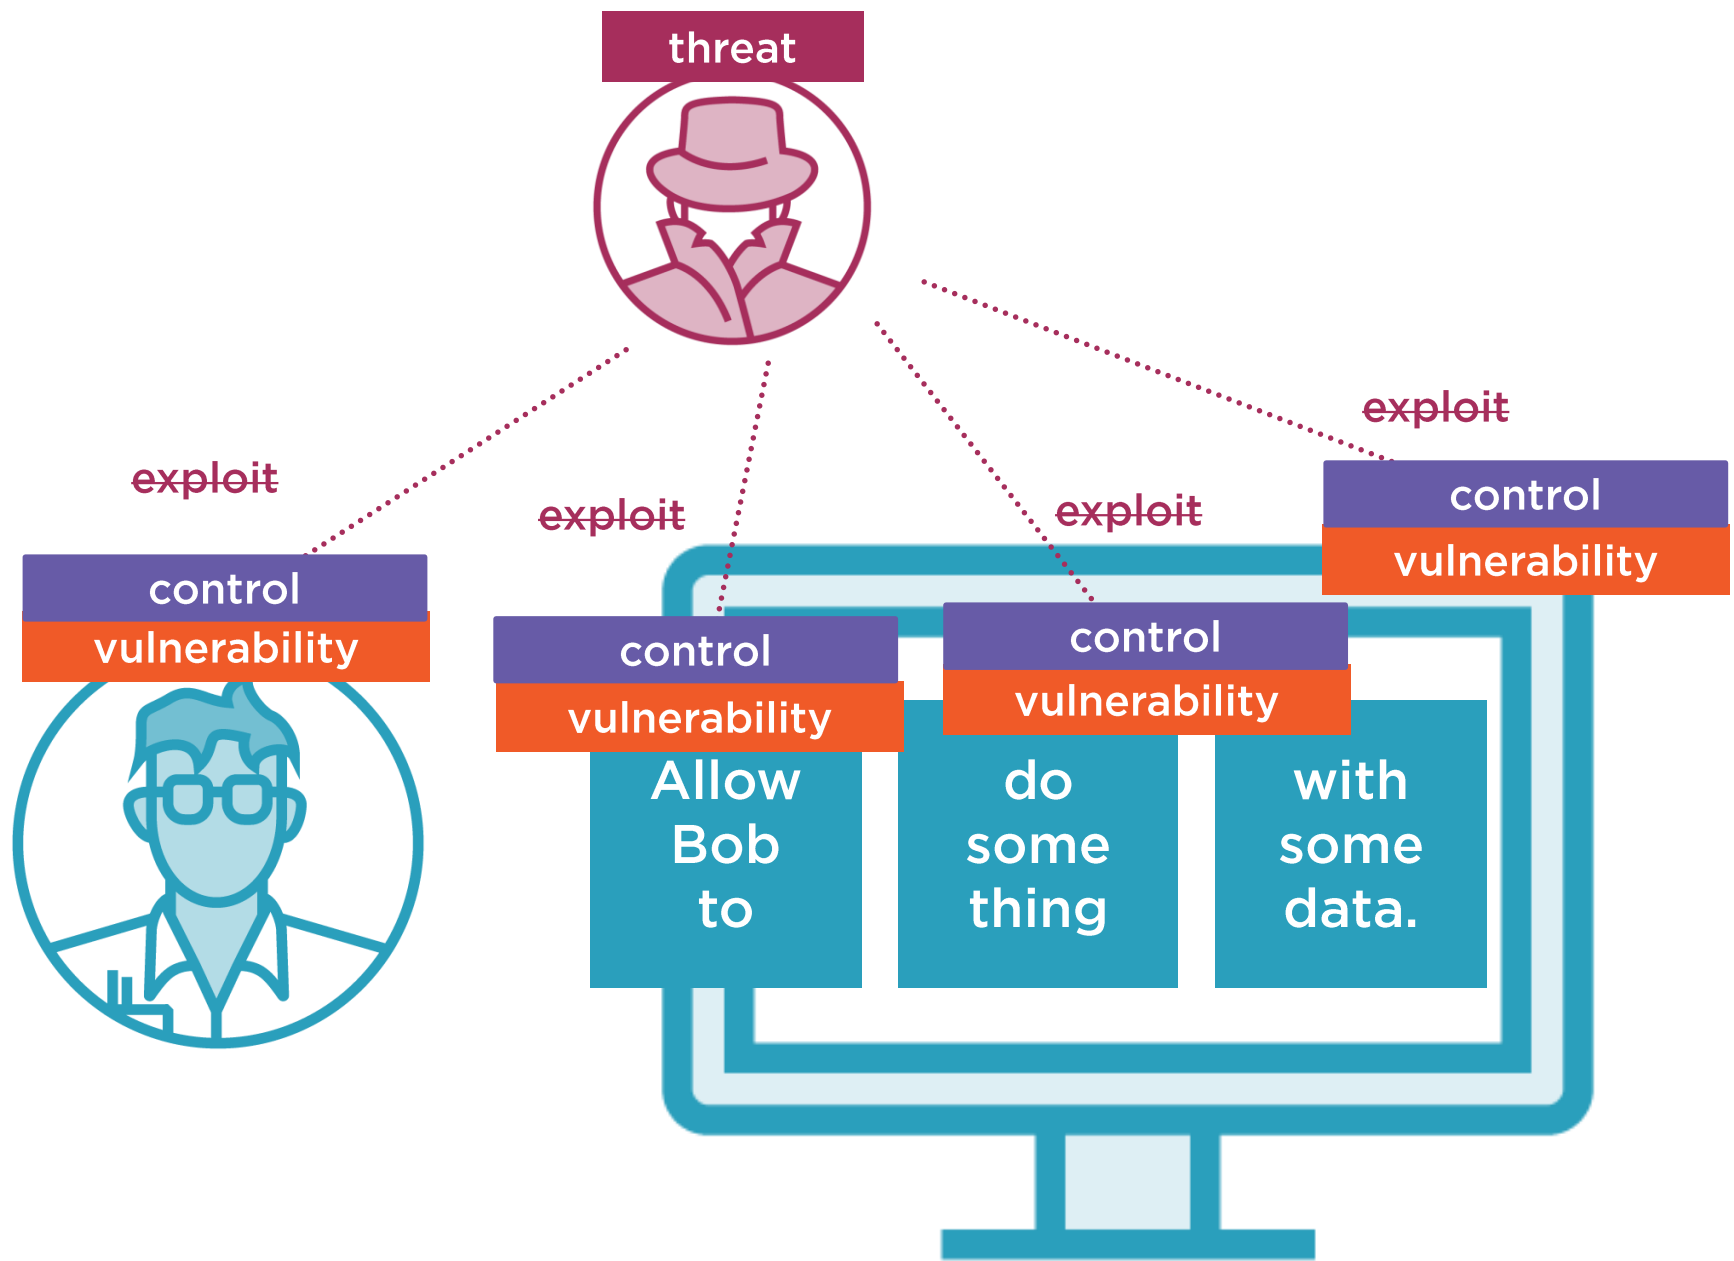 threat
exploit
control
vulnerability
exploit
control
vulnerability
exploit
control
vulnerability
exploit
control
vulnerability
Allow
Bob
to
do
some
thing
with
some
data.